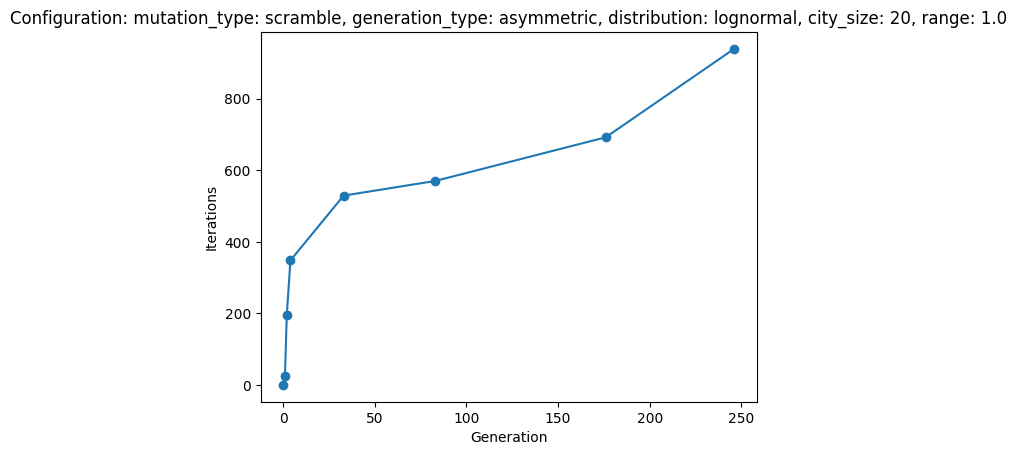 Configuration: mutation_type: scramble, generation_type: asymmetric, distribution: lognormal, city_size: 20, range: 1.0
800
600
400
200
0
Iterations
0 50 100 150 200 250
Generation